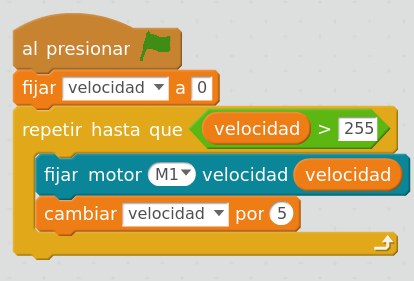 al presionar
fijar velocidad a 0
repetir hasta que velocidad > 255
fijar motor M1 velocidad velocidad
cambiar velocidad por 5